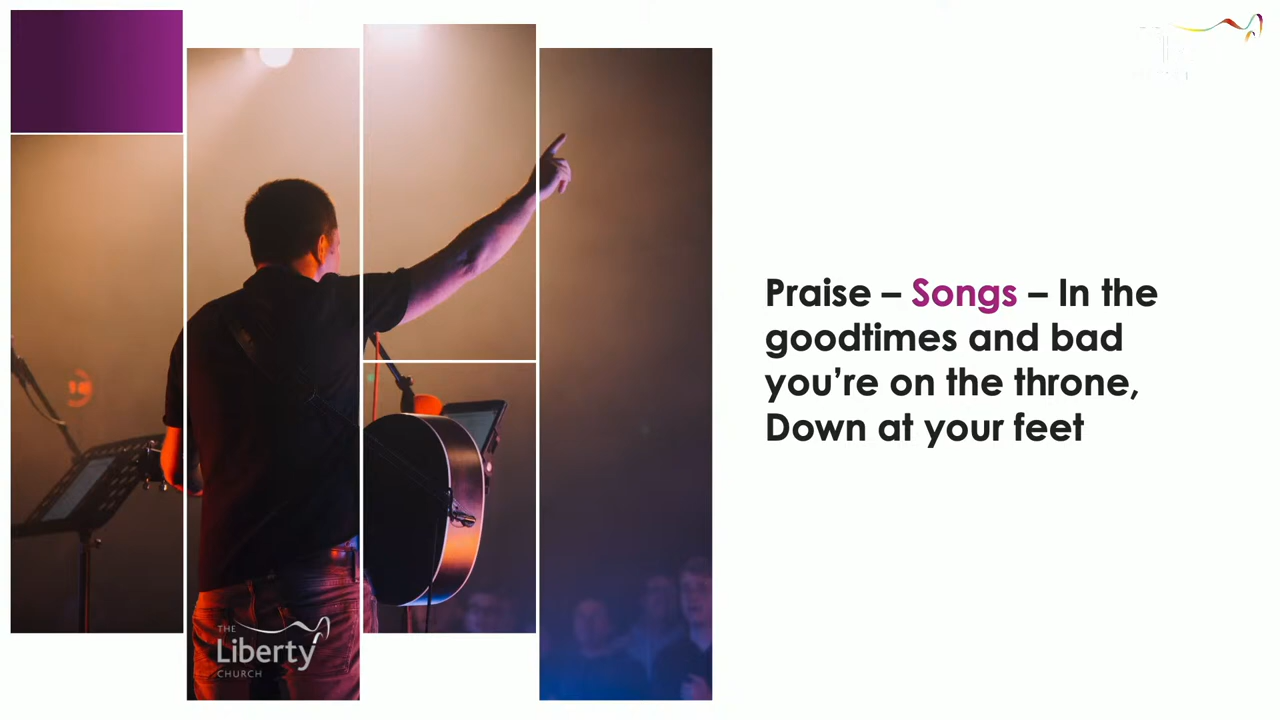 Praise – Songs – In the
goodtimes and bad
you’re on the throne,
Down at your feet
THE
Liberty
CHURCH